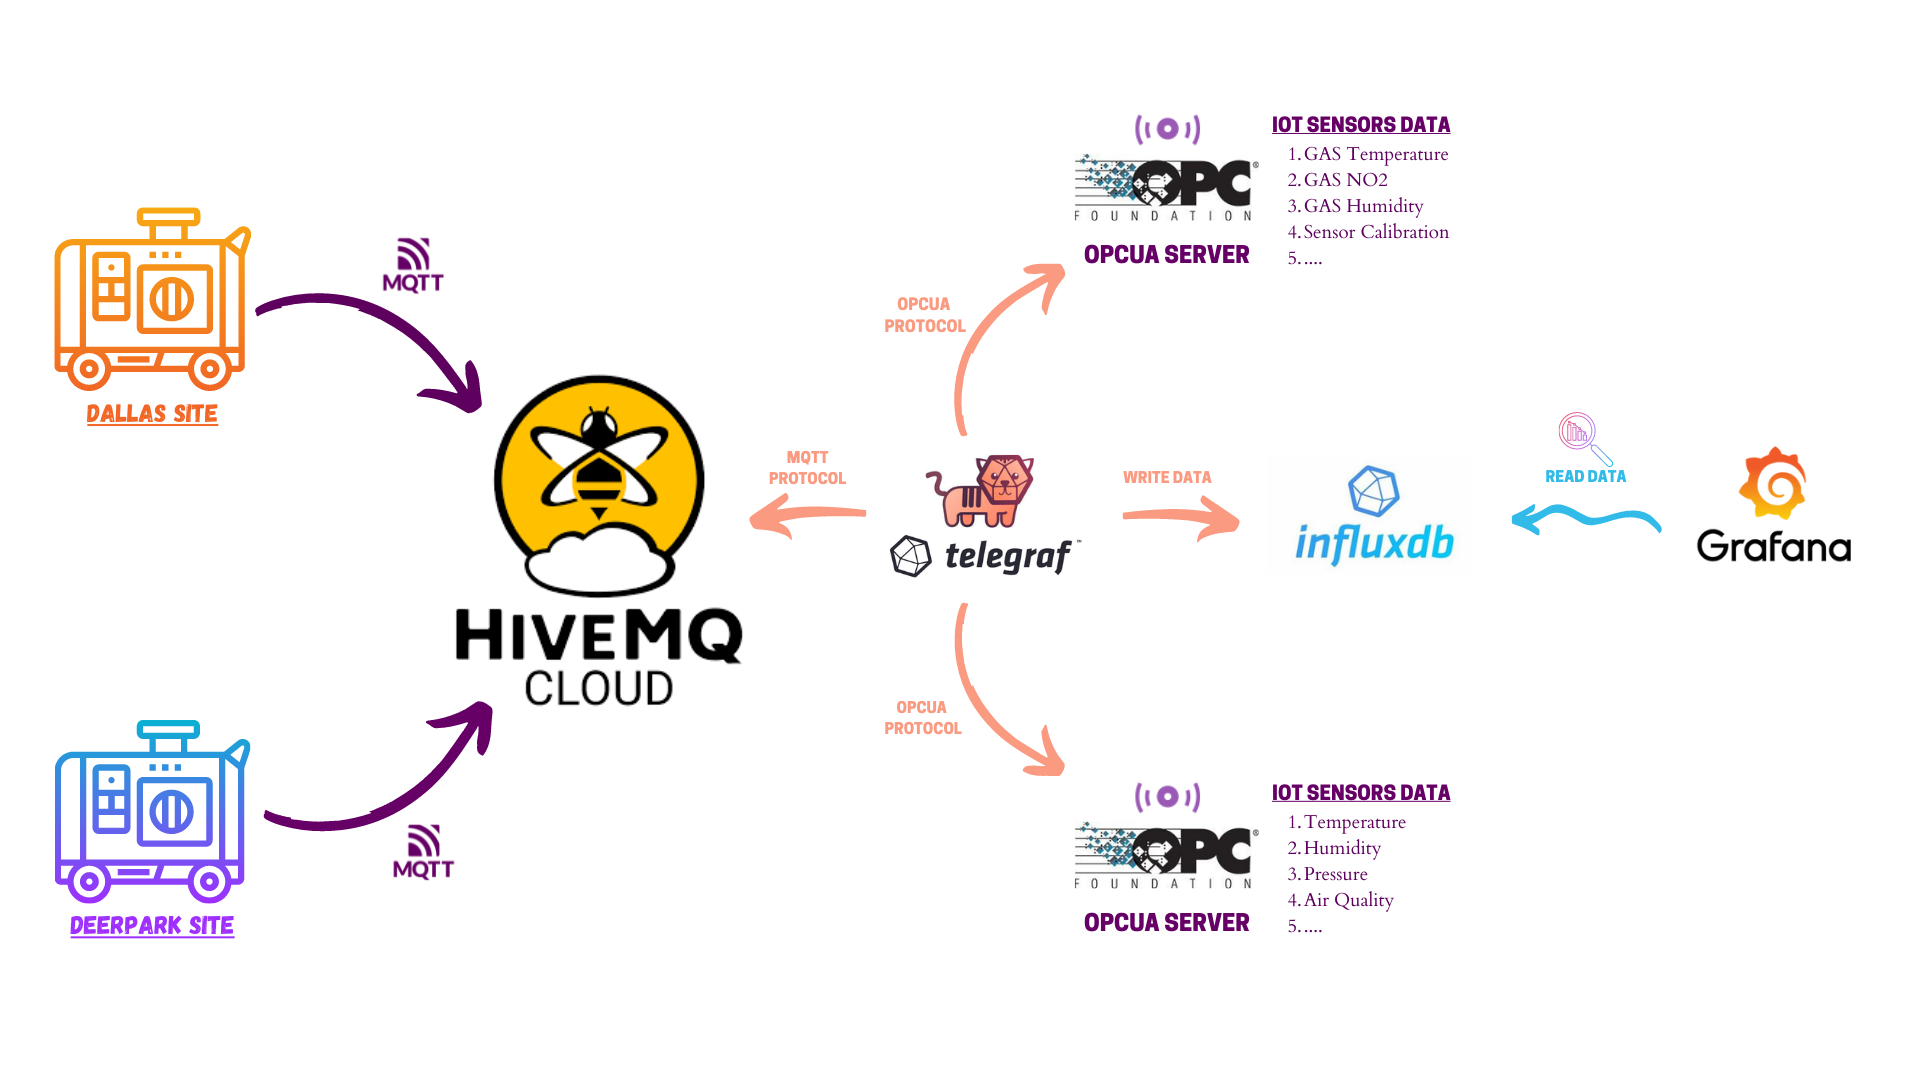 DALLAS SITE
MQTT
HIVEMQ
CLOUD
DEERPARK SITE
MQTT
MQTT
PROTOCOL
OPCUA
PROTOCOL
telegraf™
OPCUA
PROTOCOL
OPC®
FOUNDATION
OPCUA SERVER
IOT SENSORS DATA
1. GAS Temperature
2. GAS NO2
3. GAS Humidity
4. Sensor Calibration
5. ....
WRITE DATA
influxdb
READ DATA
Grafana
OPC®
FOUNDATION
OPCUA SERVER
IOT SENSORS DATA
1. Temperature
2. Humidity
3. Pressure
4. Air Quality
5. ....